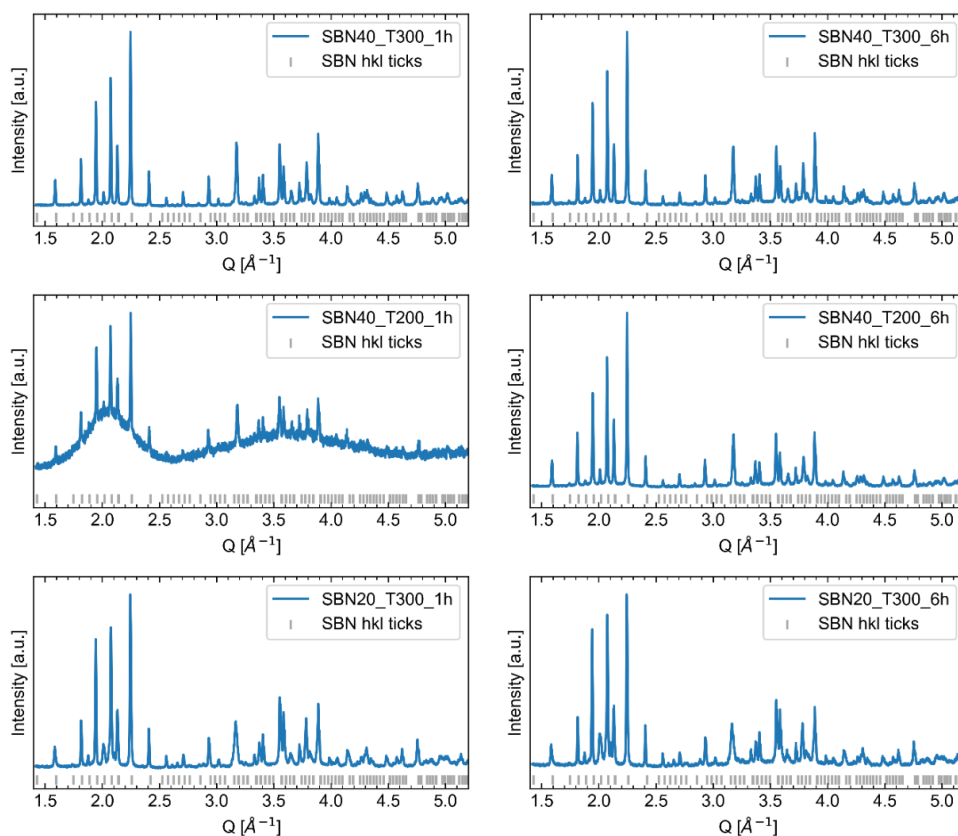 SBN40_T300_1h
SBN hkl ticks
Intensity [a.u.]
1.5 2.0 2.5 3.0 3.5 4.0 4.5 5.0
Q [Å⁻¹]
SBN40_T300_6h
SBN hkl ticks
Intensity [a.u.]
1.5 2.0 2.5 3.0 3.5 4.0 4.5 5.0
Q [Å⁻¹]
SBN40_T200_1h
SBN hkl ticks
Intensity [a.u.]
1.5 2.0 2.5 3.0 3.5 4.0 4.5 5.0
Q [Å⁻¹]
SBN40_T200_6h
SBN hkl ticks
Intensity [a.u.]
1.5 2.0 2.5 3.0 3.5 4.0 4.5 5.0
Q [Å⁻¹]
SBN20_T300_1h
SBN hkl ticks
Intensity [a.u.]
1.5 2.0 2.5 3.0 3.5 4.0 4.5 5.0
Q [Å⁻¹]
SBN20_T300_6h
SBN hkl ticks
Intensity [a.u.]
1.5 2.0 2.5 3.0 3.5 4.0 4.5 5.0
Q [Å⁻¹]